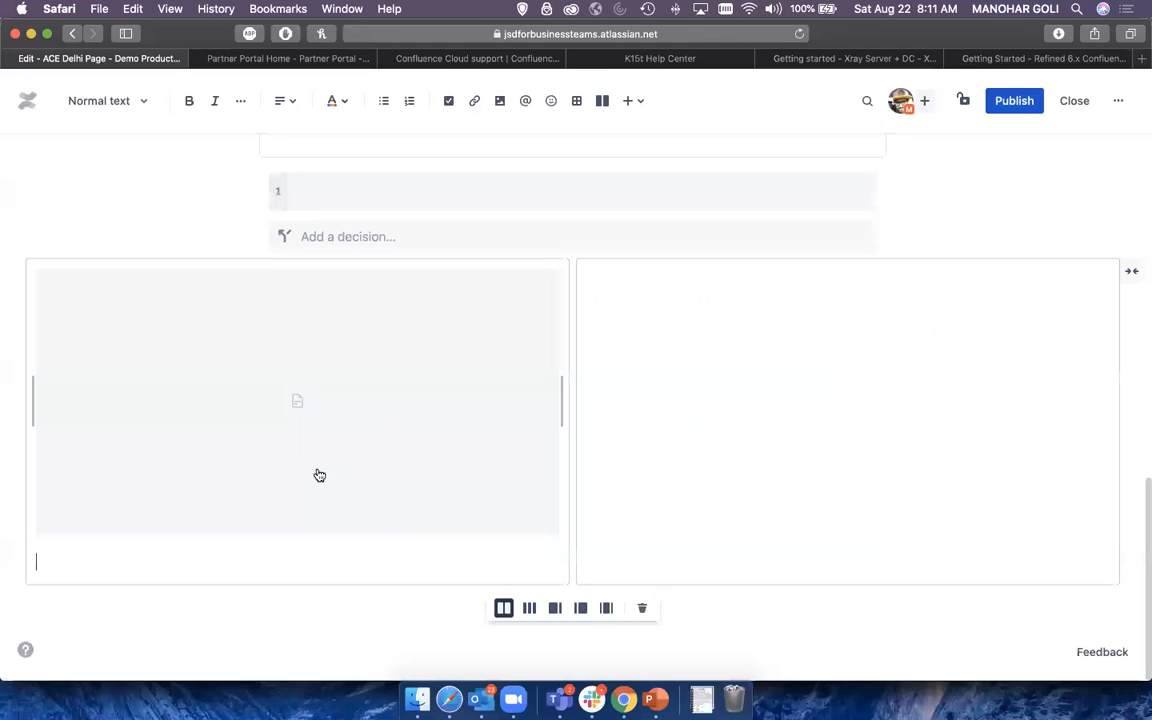 Safari File Edit View History Bookmarks Window Help 100% Sat Aug 22 8:11 AM MANOHAR GOLI
jsdforbusinessteams.atlassian.net
Edit - ACE Delhi Page - Demo Product... Partner Portal Home - Partner Portal -... Confluence Cloud support | Confluenc... K15t Help Center Getting started - Xray Server + DC - X... Getting Started - Refined 6.x Confluen...
Normal text B I A M Publish Close
1
Add a decision...
Feedback